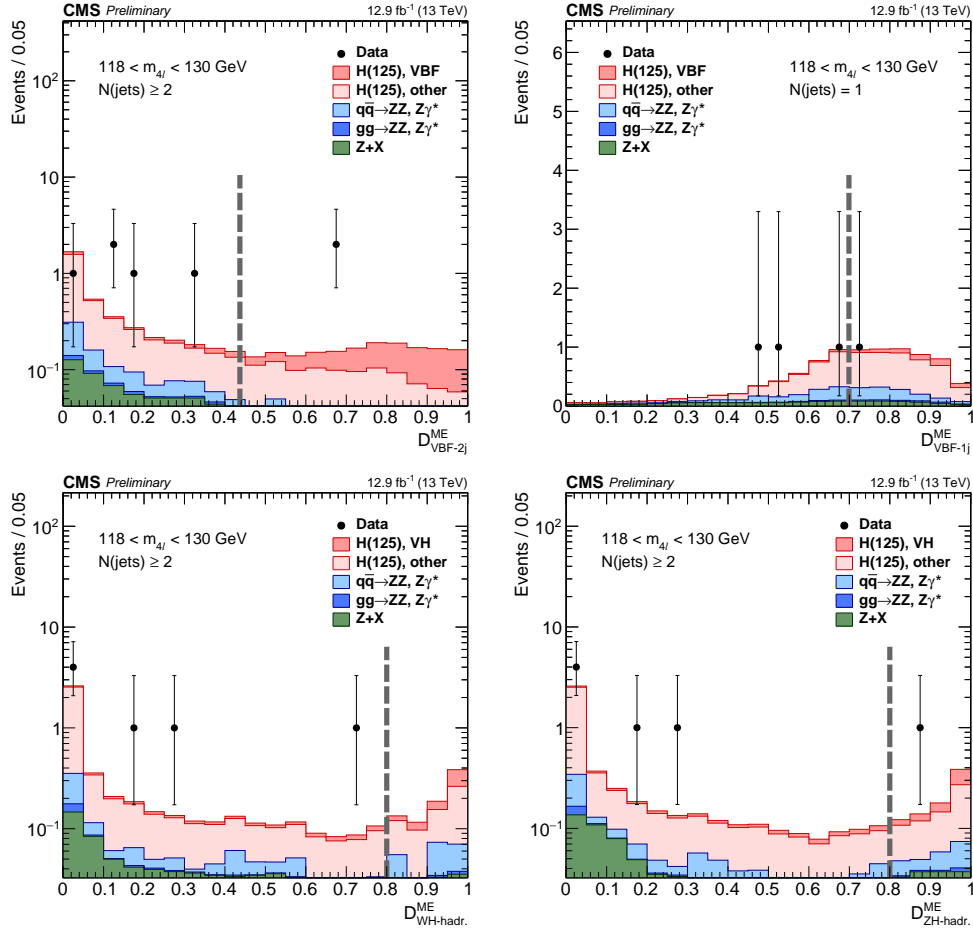 CMS Preliminary 12.9 fb⁻¹ (13 TeV)
Events / 0.05
118 < m₄ₗ < 130 GeV
N(jets) ≥ 2
Data
H(125), VBF
H(125), other
qq̄→ZZ, Zγ*
gg→ZZ, Zγ*
Z+X
10²
10
1
10⁻¹
0 0.1 0.2 0.3 0.4 0.5 0.6 0.7 0.8 0.9 1
D^ME_VBF-2j
CMS Preliminary 12.9 fb⁻¹ (13 TeV)
Events / 0.05
Data
H(125), VBF
H(125), other
qq̄→ZZ, Zγ*
gg→ZZ, Zγ*
Z+X
118 < m₄ₗ < 130 GeV
N(jets) = 1
6
5
4
3
2
1
0
0 0.1 0.2 0.3 0.4 0.5 0.6 0.7 0.8 0.9 1
D^ME_VBF-1j
CMS Preliminary 12.9 fb⁻¹ (13 TeV)
Events / 0.05
118 < m₄ₗ < 130 GeV
N(jets) ≥ 2
Data
H(125), VH
H(125), other
qq̄→ZZ, Zγ*
gg→ZZ, Zγ*
Z+X
10²
10
1
10⁻¹
0 0.1 0.2 0.3 0.4 0.5 0.6 0.7 0.8 0.9 1
D^ME_WH-hadr.
CMS Preliminary 12.9 fb⁻¹ (13 TeV)
Events / 0.05
118 < m₄ₗ < 130 GeV
N(jets) ≥ 2
Data
H(125), VH
H(125), other
qq̄→ZZ, Zγ*
gg→ZZ, Zγ*
Z+X
10²
10
1
10⁻¹
0 0.1 0.2 0.3 0.4 0.5 0.6 0.7 0.8 0.9 1
D^ME_ZH-hadr.